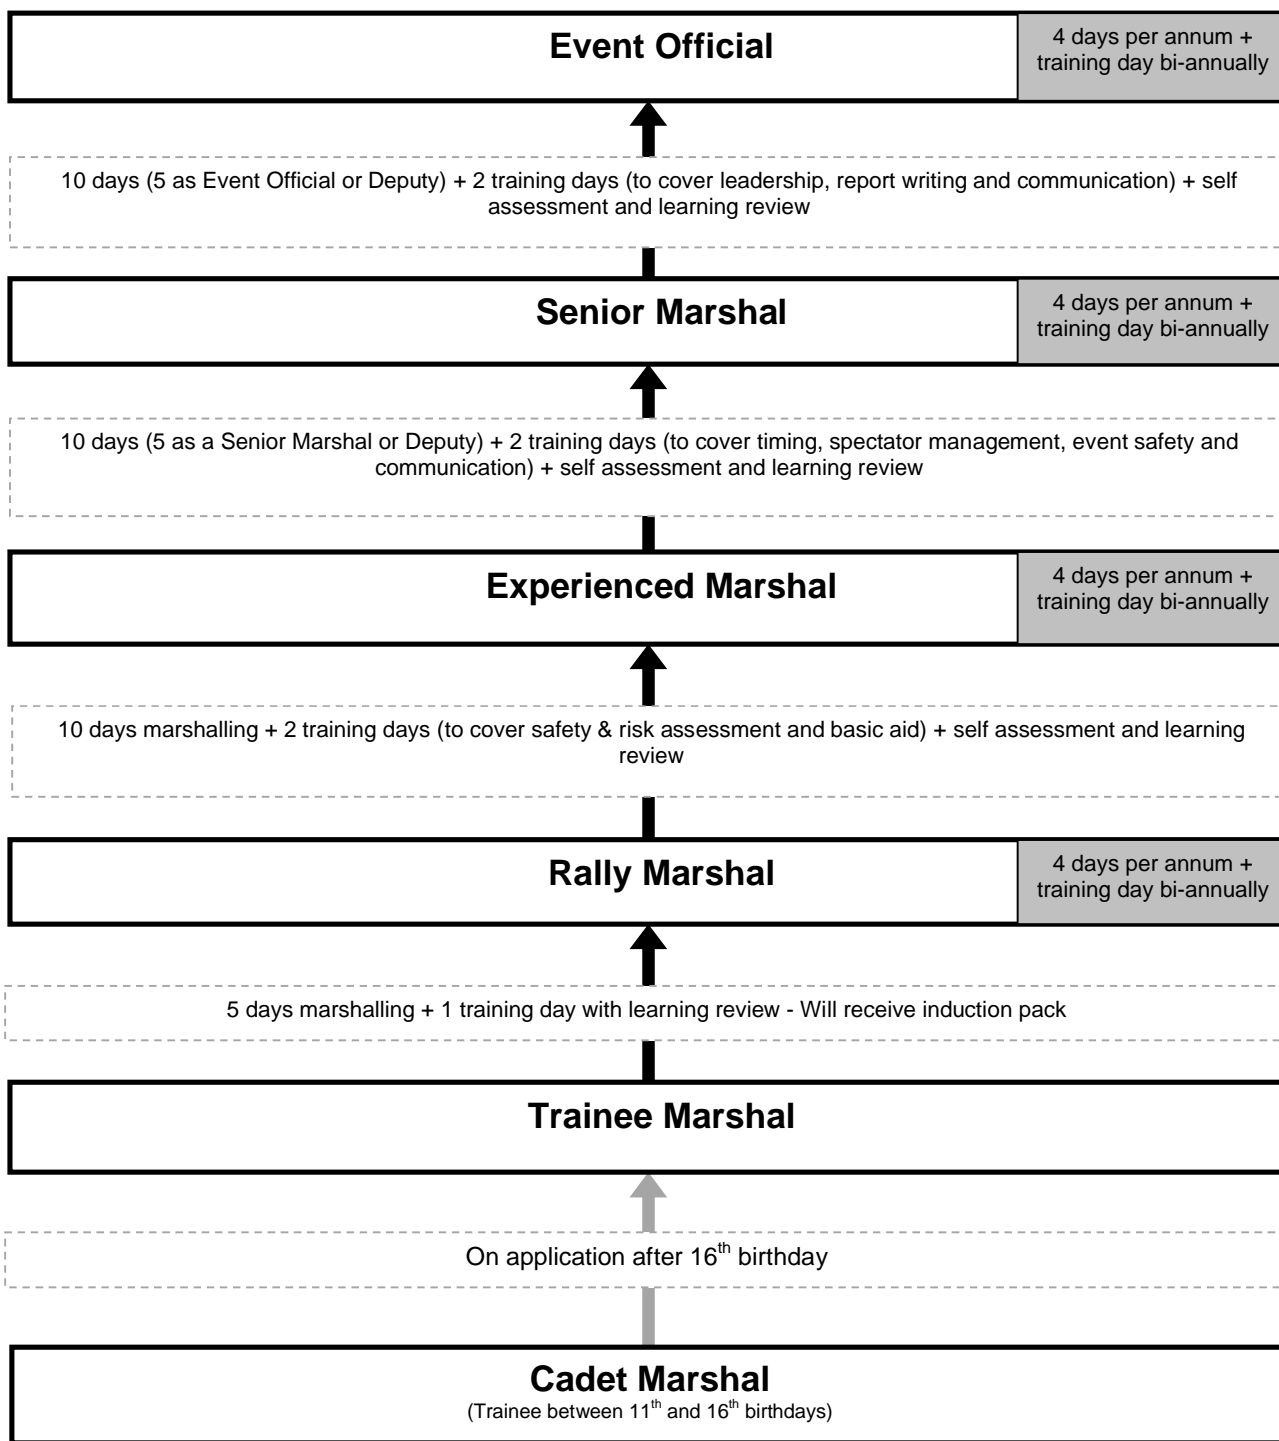 Event Official
4 days per annum +
training day bi-annually
10 days (5 as Event Official or Deputy) + 2 training days (to cover leadership, report writing and communication) + self
assessment and learning review
Senior Marshal
4 days per annum +
training day bi-annually
10 days (5 as a Senior Marshal or Deputy) + 2 training days (to cover timing, spectator management, event safety and
communication) + self assessment and learning review
Experienced Marshal
4 days per annum +
training day bi-annually
10 days marshalling + 2 training days (to cover safety & risk assessment and basic aid) + self assessment and learning
review
Rally Marshal
4 days per annum +
training day bi-annually
5 days marshalling + 1 training day with learning review - Will receive induction pack
Trainee Marshal
On application after 16th birthday
Cadet Marshal
(Trainee between 11th and 16th birthdays)